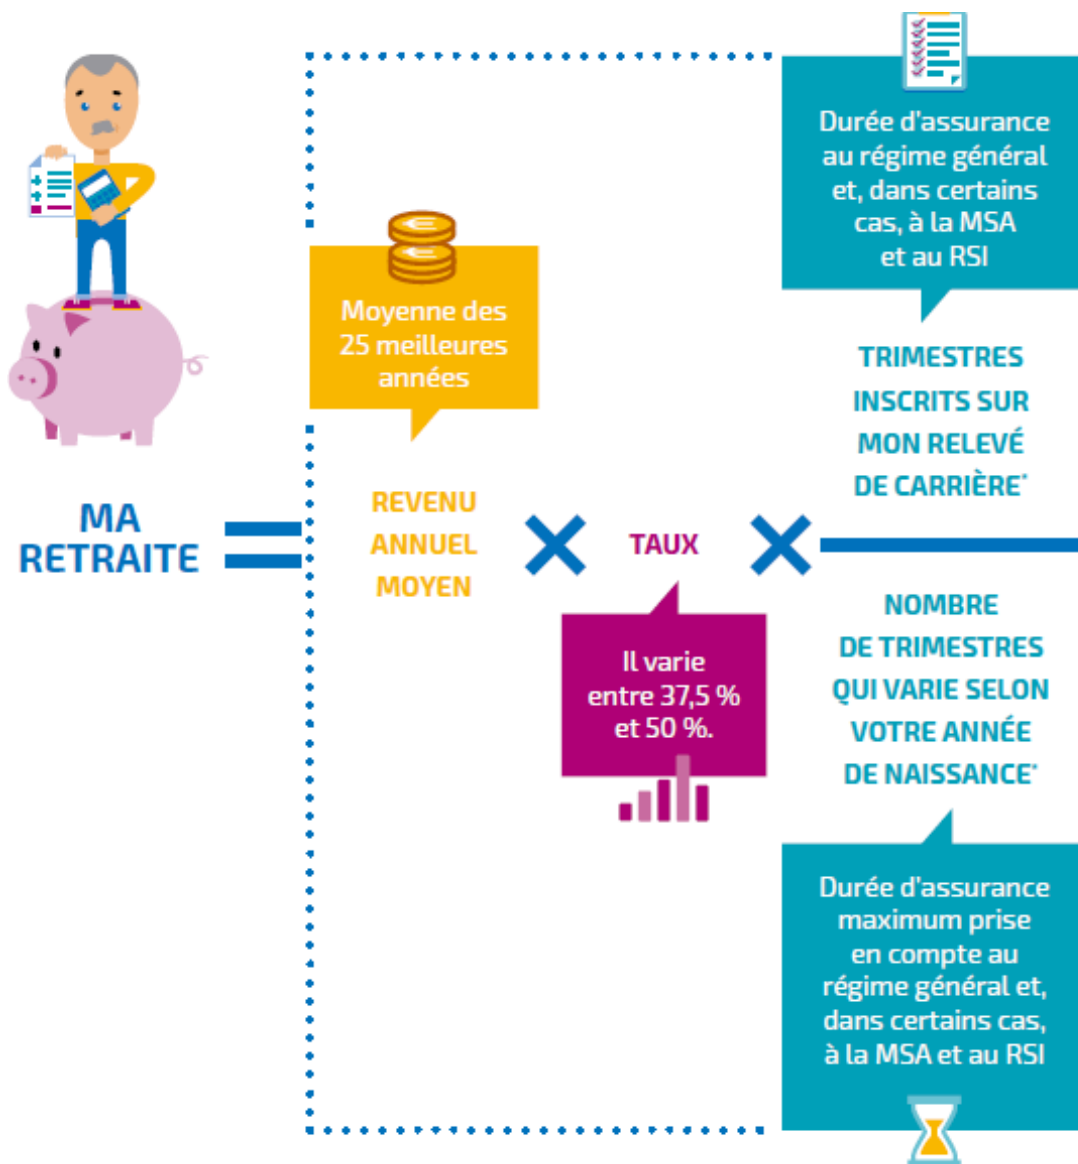 Durée d'assurance
au régime général
et, dans certains
cas, à la MSA
et au RSI
Moyenne des
25 meilleures
années
TRIMESTRES
INSCRITS SUR
MON RELEVÉ
DE CARRIÈRE*
MA
RETRAITE
=
REVENU
ANNUEL
MOYEN
×
TAUX
×
Il varie
entre 37,5 %
et 50 %.
NOMBRE
DE TRIMESTRES
QUI VARIE SELON
VOTRE ANNÉE
DE NAISSANCE*
Durée d'assurance
maximum prise
en compte au
régime général et,
dans certains cas,
à la MSA et au RSI